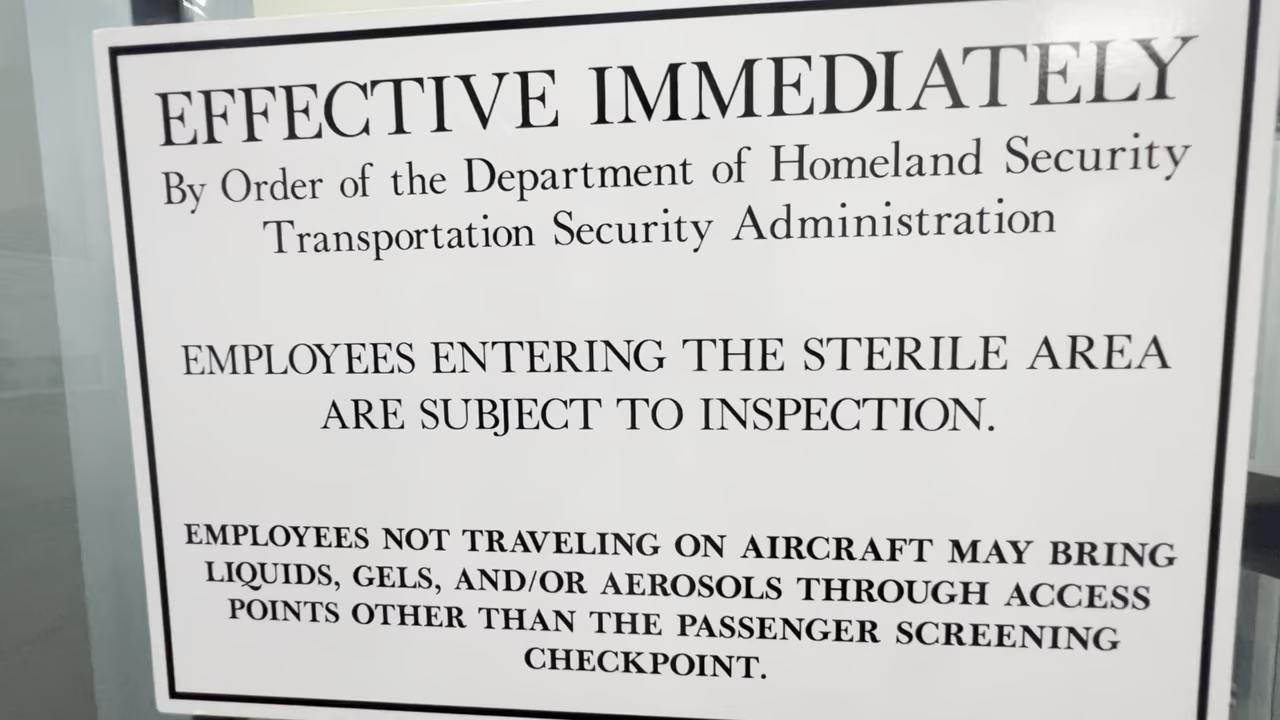 EFFECTIVE IMMEDIATELY
By Order of the Department of Homeland Security
Transportation Security Administration
EMPLOYEES ENTERING THE STERILE AREA
ARE SUBJECT TO INSPECTION.
EMPLOYEES NOT TRAVELING ON AIRCRAFT MAY BRING
LIQUIDS, GELS, AND/OR AEROSOLS THROUGH ACCESS
POINTS OTHER THAN THE PASSENGER SCREENING
CHECKPOINT.